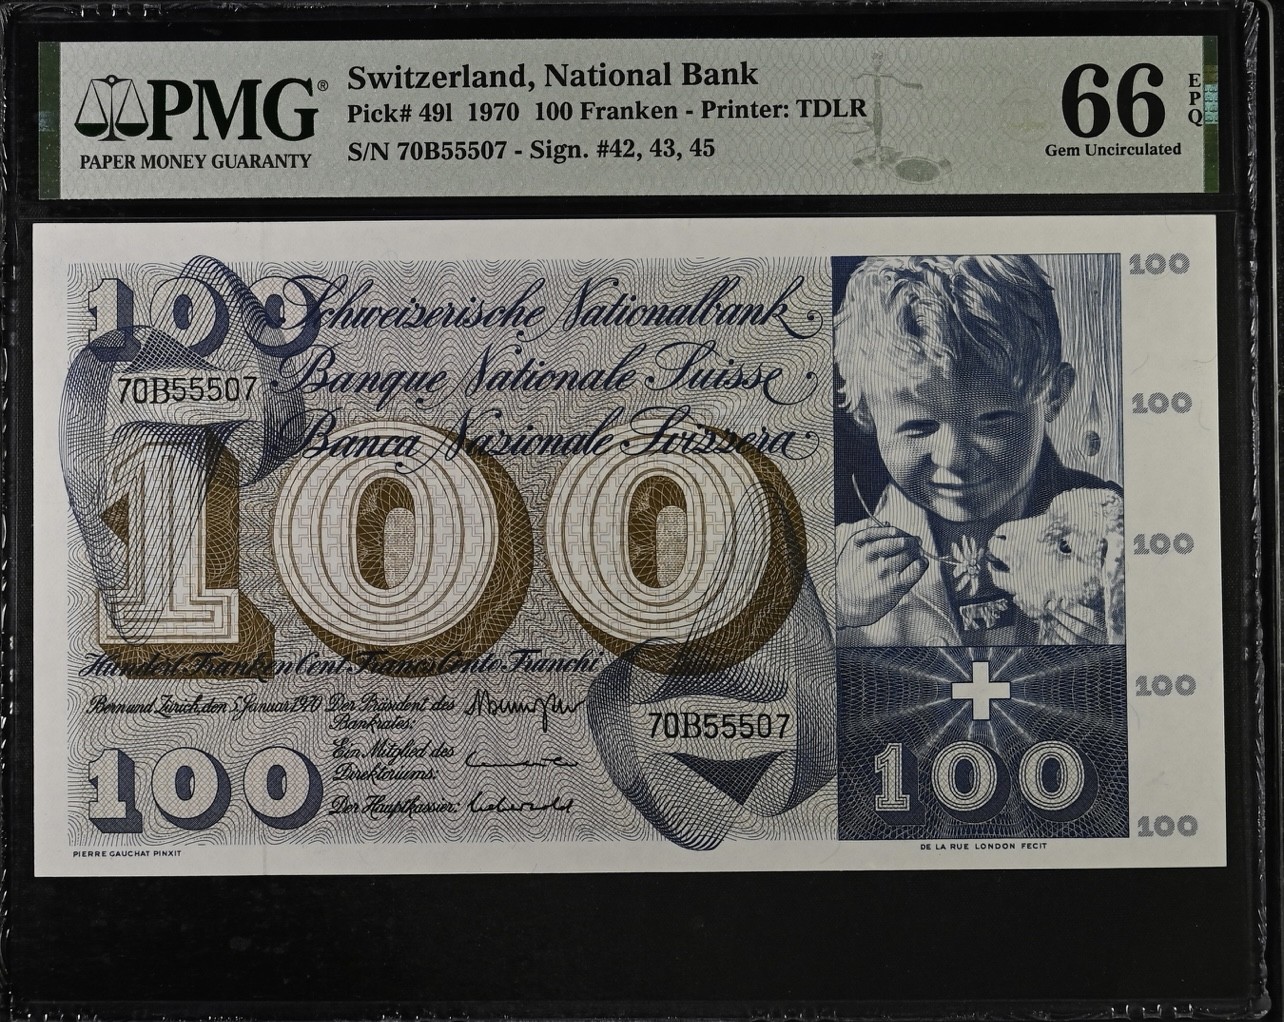 PMG®
PAPER MONEY GUARANTY
Switzerland, National Bank
Pick# 49l 1970 100 Franken - Printer: TDLR
S/N 70B55507 - Sign. #42, 43, 45
66
EPQ
Gem Uncirculated
100
Schweizerische Nationalbank
Banque Nationale Suisse
Banca Nazionale Svizzera
70B55507
100
Hundert Franken Cent Francs Cento Franchi
Bern und Zürich, den 5. Januar 1970
Der Präsident des
Bankrates:
Ein Mitglied des
Direktoriums:
Der Hauptkassier:
70B55507
100
100
100
100
100
100
100
PIERRE GAUCHAT PINXIT
DE LA RUE LONDON FECIT